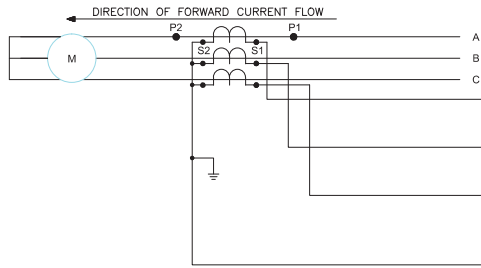 DIRECTION OF FORWARD CURRENT FLOW
P2 P1 A
S2 S1
M B
C